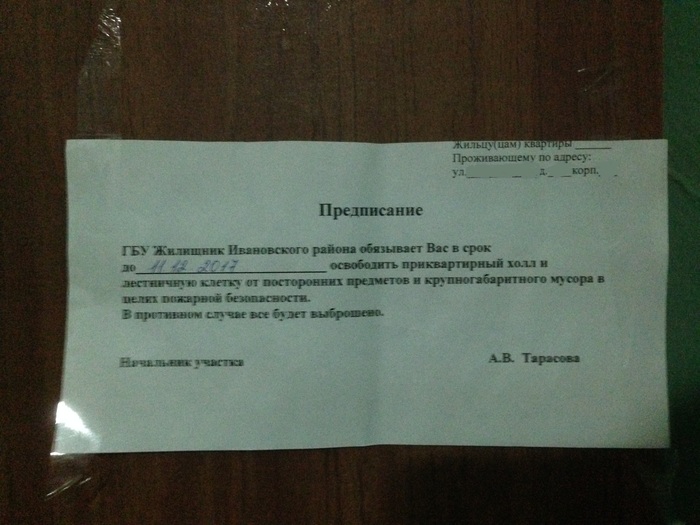 Жильцу(цам) квартиры ______
Проживающему по адресу:
ул. д. корп.
Предписание
ГБУ Жилищник Ивановского района обязывает Вас в срок
до 11.12 2017 освободить приквартирный холл и
лестничную клетку от посторонних предметов и крупногабаритного мусора в
целях пожарной безопасности.
В противном случае все будет выброшено.
Начальник участка А.В. Тарасова